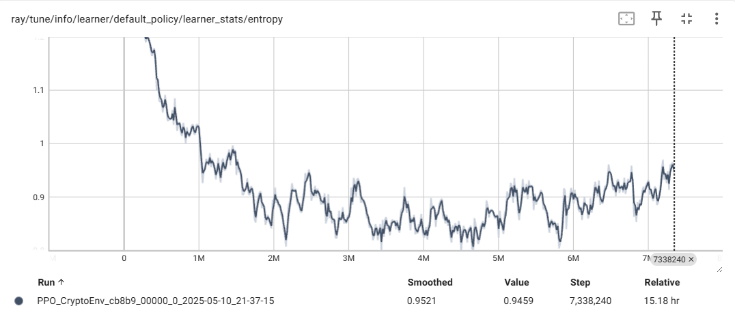 ray/tune/info/learner/default_policy/learner_stats/entropy
1.1
1
0.9
0 1M 2M 3M 4M 5M 6M 7M 7338240 ×
Run ↑ Smoothed Value Step Relative
PPO_CryptoEnv_cb8b9_00000_0_2025-05-10_21-37-15 0.9521 0.9459 7,338,240 15.18 hr